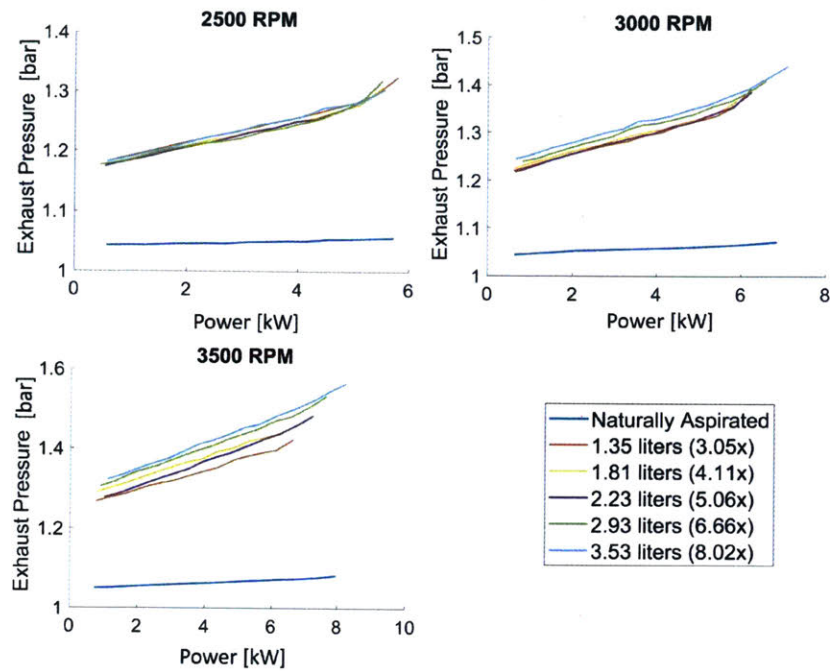 2500 RPM
1.4
1.3
1.2
1.1
1
Exhaust Pressure [bar]
0
2
4
6
Power [kW]
3000 RPM
1.5
1.4
1.3
1.2
1.1
1
Exhaust Pressure [bar]
0
2
4
6
8
Power [kW]
3500 RPM
1.6
1.4
1.2
1
Exhaust Pressure [bar]
0
2
4
6
8
10
Power [kW]
Naturally Aspirated
1.35 liters (3.05x)
1.81 liters (4.11x)
2.23 liters (5.06x)
2.93 liters (6.66x)
3.53 liters (8.02x)